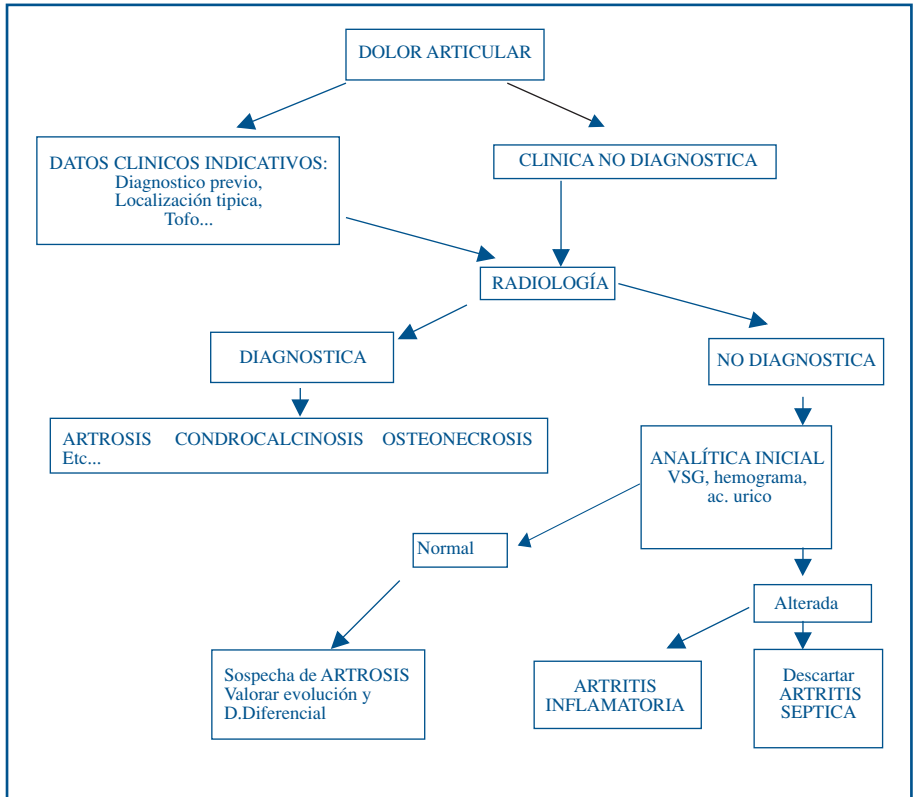 DOLOR ARTICULAR
DATOS CLINICOS INDICATIVOS:
Diagnostico previo,
Localización tipica,
Tofo...
CLINICA NO DIAGNOSTICA
RADIOLOGÍA
DIAGNOSTICA
NO DIAGNOSTICA
ARTROSIS CONDROCALCINOSIS OSTEONECROSIS
Etc...
ANALÍTICA INICIAL
VSG, hemograma,
ac. urico
Normal
Alterada
Sospecha de ARTROSIS
Valorar evolución y
D.Diferencial
ARTRITIS
INFLAMATORIA
Descartar
ARTRITIS
SEPTICA